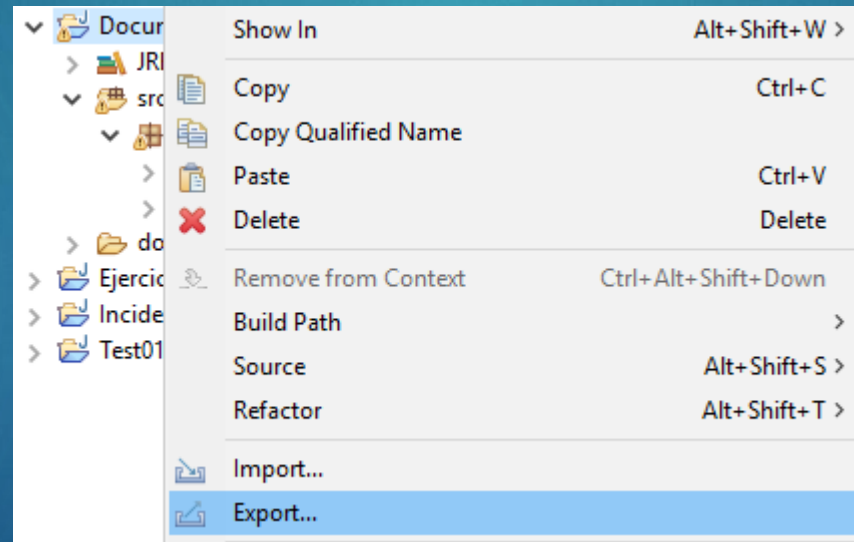 Docur
JRI
src
do
Ejercic
Incide
Test01
Show In Alt+Shift+W >
Copy Ctrl+C
Copy Qualified Name
Paste Ctrl+V
Delete Delete
Remove from Context Ctrl+Alt+Shift+Down
Build Path >
Source Alt+Shift+S >
Refactor Alt+Shift+T >
Import...
Export...